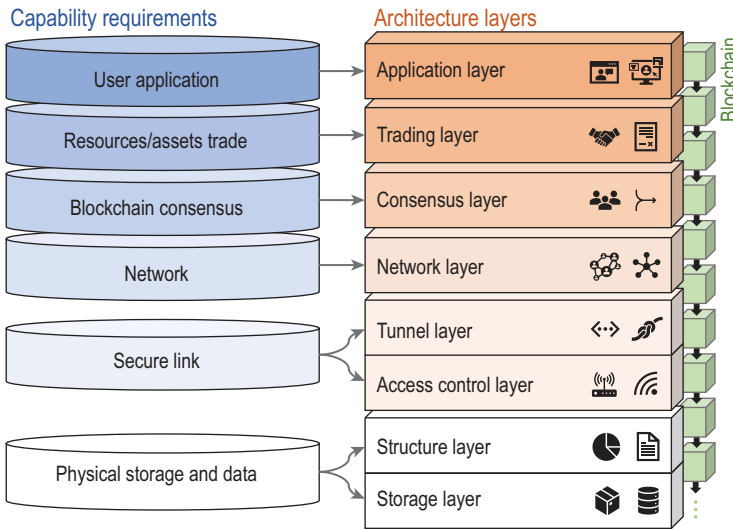 Capability requirements
Architecture layers
User application
Application layer
Resources/assets trade
Trading layer
Blockchain consensus
Consensus layer
Network
Network layer
Secure link
Tunnel layer
Access control layer
Physical storage and data
Structure layer
Storage layer
Blockchain